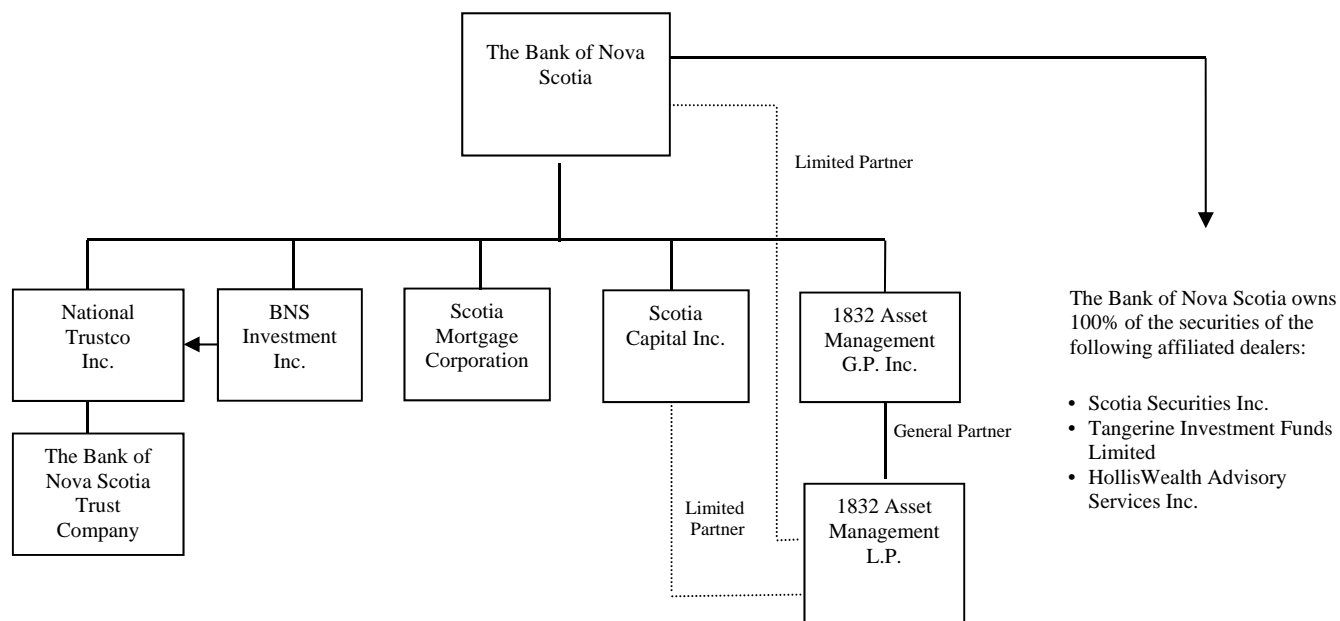 The Bank of Nova
Scotia
Limited Partner
National
Trustco
Inc.
BNS
Investment
Inc.
Scotia
Mortgage
Corporation
Scotia
Capital Inc.
1832 Asset
Management
G.P. Inc.
The Bank of Nova Scotia owns
100% of the securities of the
following affiliated dealers:
• Scotia Securities Inc.
• Tangerine Investment Funds
Limited
• HollisWealth Advisory
Services Inc.
General Partner
The Bank of
Nova Scotia
Trust
Company
Limited
Partner
1832 Asset
Management
L.P.